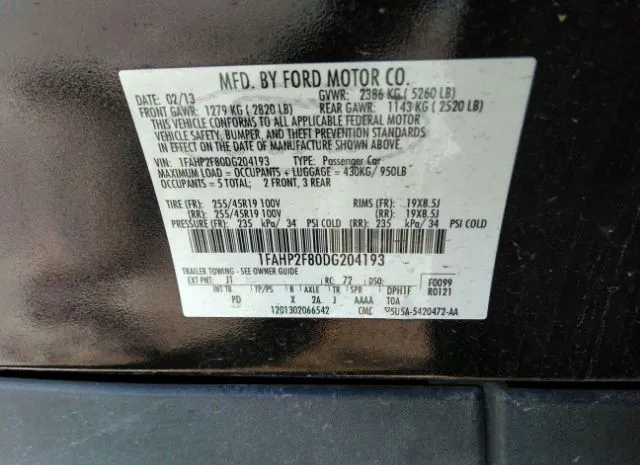 MFD. BY FORD MOTOR CO.
DATE: 02/13 GVWR: 2386 KG ( 5260 LB)
FRONT GAWR: 1279 KG (2820 LB) REAR GAWR: 1143 KG ( 2520 LB)
THIS VEHICLE CONFORMS TO ALL APPLICABLE FEDERAL MOTOR
VEHICLE SAFETY, BUMPER, AND THEFT PREVENTION STANDARDS
IN EFFECT ON THE DATE OF MANUFACTURE SHOWN ABOVE.
VIN: 1FAHP2F80DG204193 TYPE: Passenger Car
MAXIMUM LOAD = OCCUPANTS + LUGGAGE = 430KG/ 950LB
OCCUPANTS = 5 TOTAL; 2 FRONT, 3 REAR
TIRE (FR): 255/45R19 100V RIMS (FR): 19X8.5J
(RR): 255/45R19 100V (RR): 19X8.5J
PRESSURE (FR): 235 kPa/ 34 PSI COLD (RR): 235 kPa/ 34 PSI COLD
1FAHP2F80DG204193
TRAILER TOWING - SEE OWNER GUIDE
EXT PNT: J1 RC: 72 DSO: F0099
INT TR TP/PS R AXLE TR SPR DPH1F RD121
PD X 2A J AAAA TOA
1201302066542 CMC 5U5A-5420472-AA